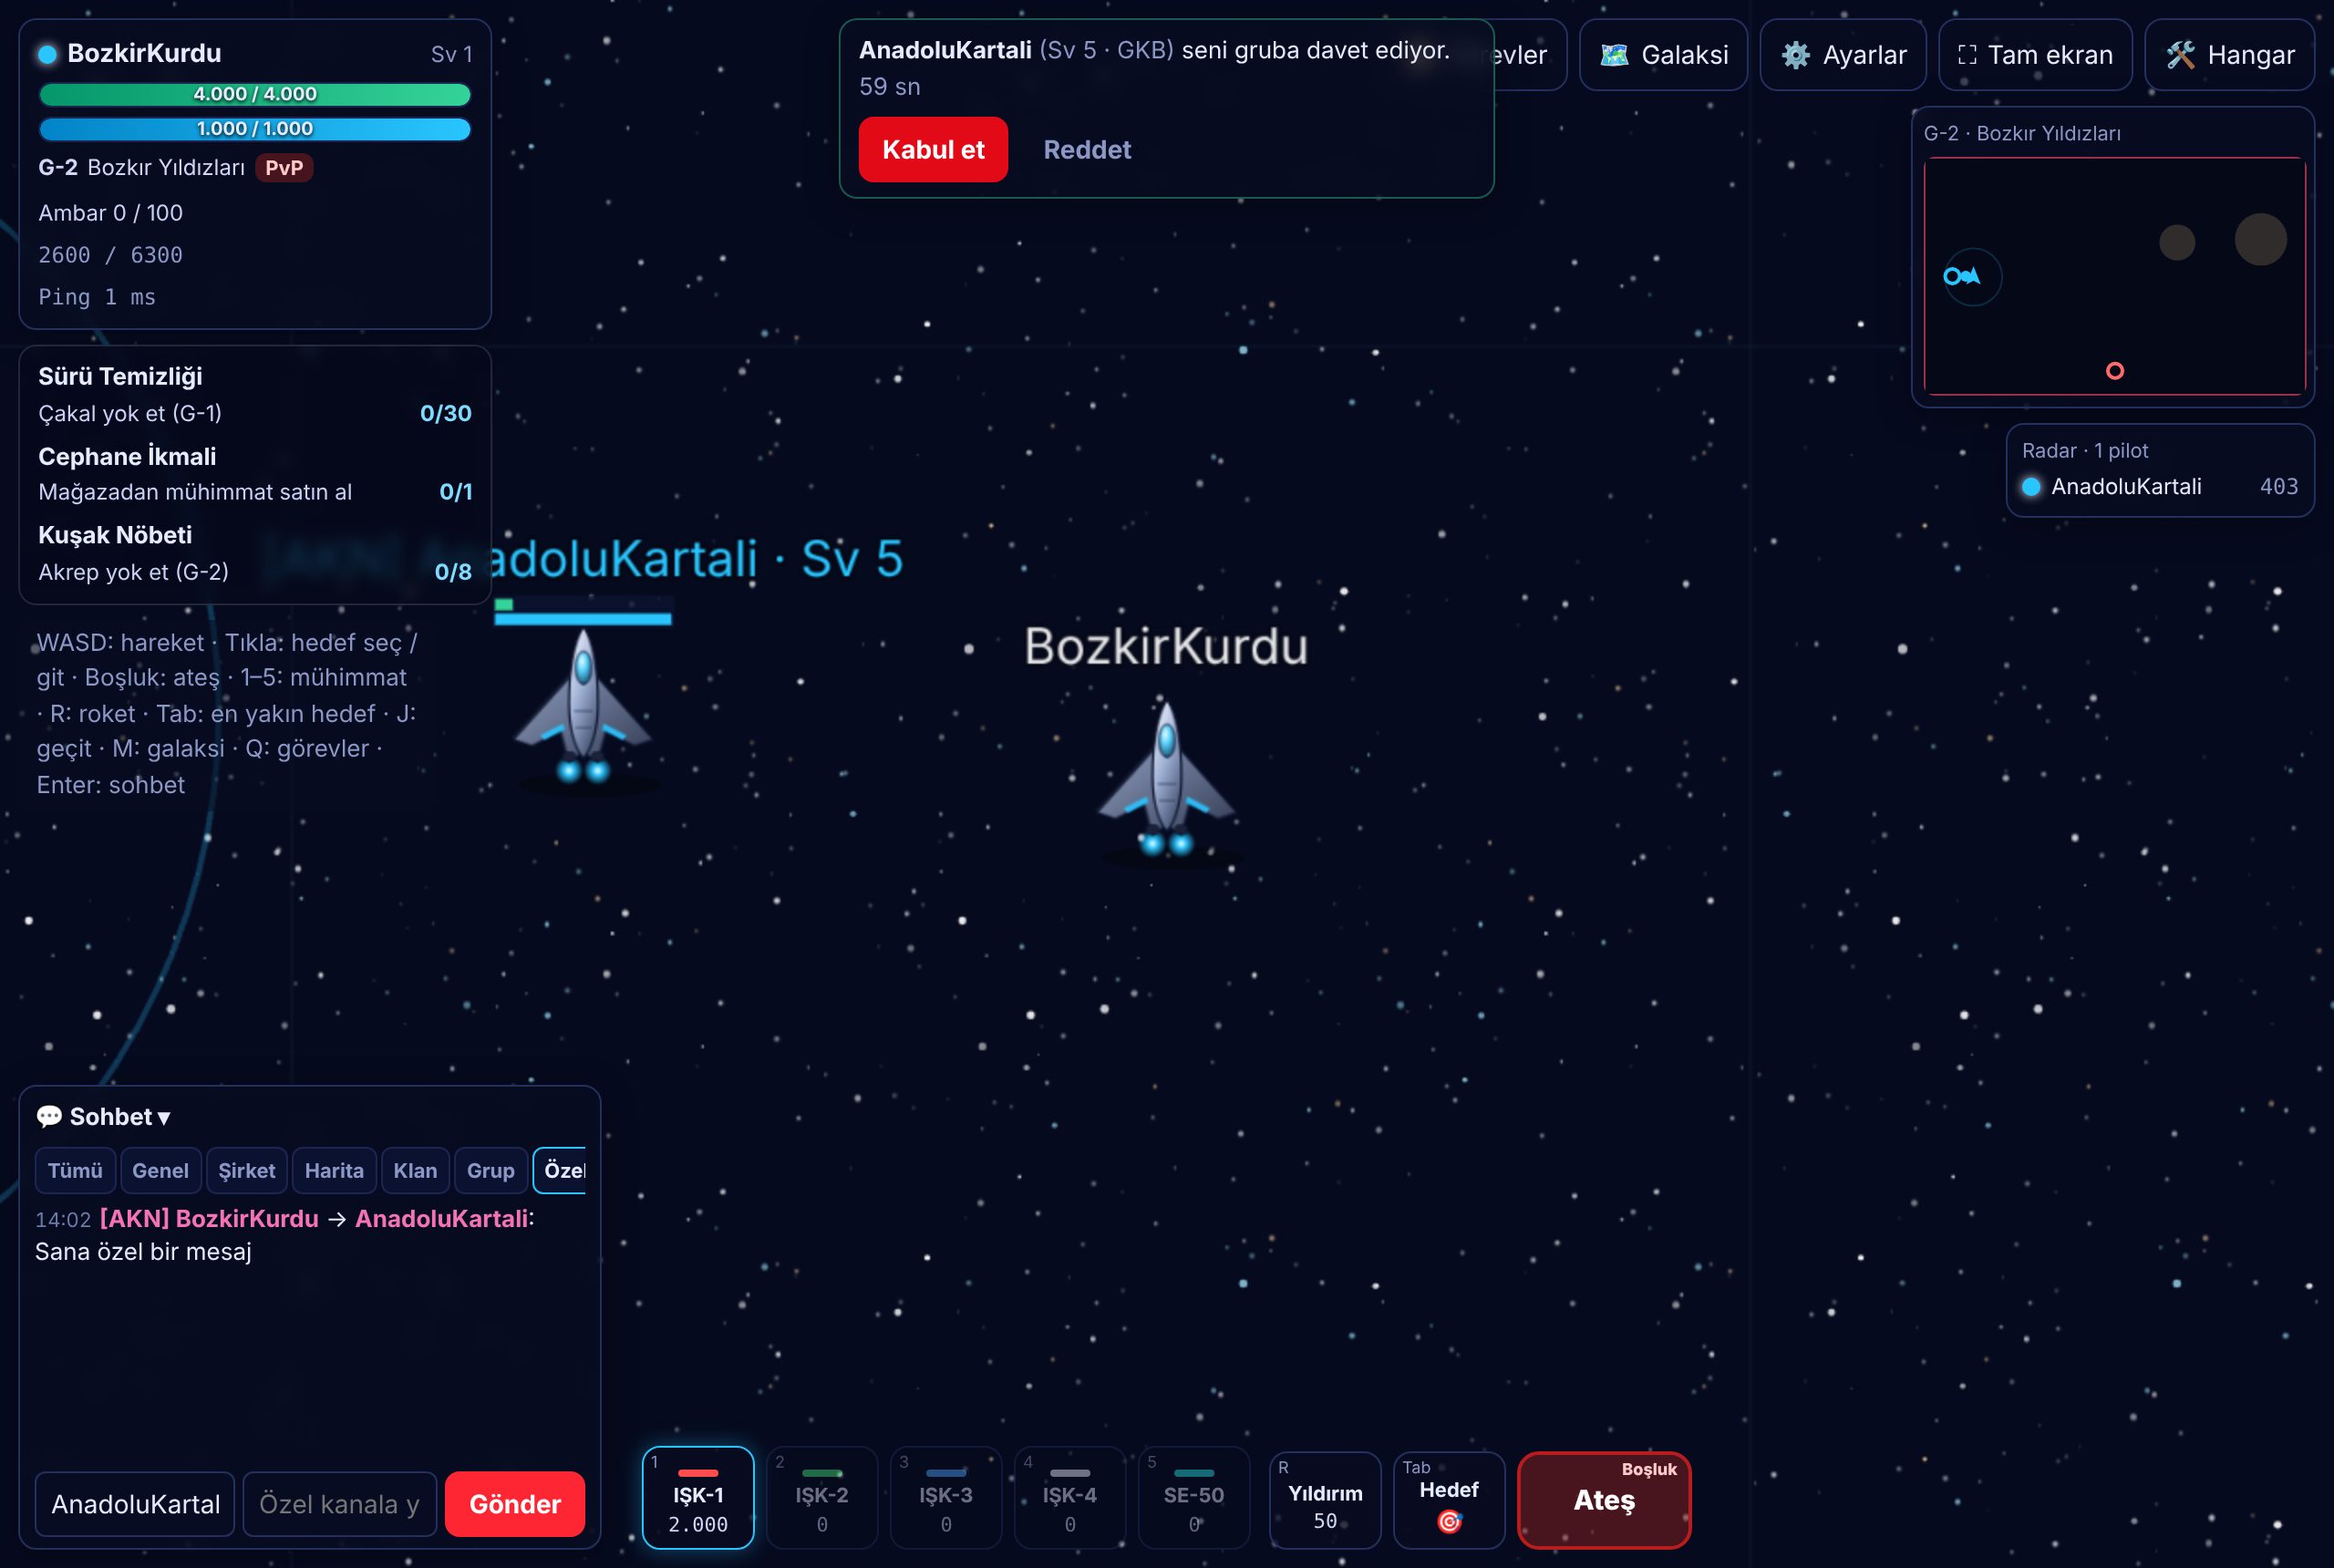 BozkirKurdu Sv 1
4.000 / 4.000
1.000 / 1.000
G-2 Bozkır Yıldızları PvP
Ambar 0 / 100
2600 / 6300
Ping 1 ms
AnadoluKartali (Sv 5 · GKB) seni gruba davet ediyor.
59 sn
Kabul et Reddet
evler
Galaksi
Ayarlar
Tam ekran
Hangar
G-2 · Bozkır Yıldızları
Radar · 1 pilot
AnadoluKartali 403
Sürü Temizliği
Çakal yok et (G-1) 0/30
Cephane İkmali
Mağazadan mühimmat satın al 0/1
Kuşak Nöbeti
Akrep yok et (G-2) 0/8
[AKN] AnadoluKartali · Sv 5
BozkirKurdu
WASD: hareket · Tıkla: hedef seç /
git · Boşluk: ateş · 1–5: mühimmat
· R: roket · Tab: en yakın hedef · J:
geçit · M: galaksi · Q: görevler ·
Enter: sohbet
💬 Sohbet ▾
Tümü Genel Şirket Harita Klan Grup Özel
14:02 [AKN] BozkirKurdu → AnadoluKartali:
Sana özel bir mesaj
AnadoluKartal Özel kanala y Gönder
1 IŞK-1 2.000
2 IŞK-2 0
3 IŞK-3 0
4 IŞK-4 0
5 SE-50 0
R Yıldırım 50
Tab Hedef
Boşluk Ateş